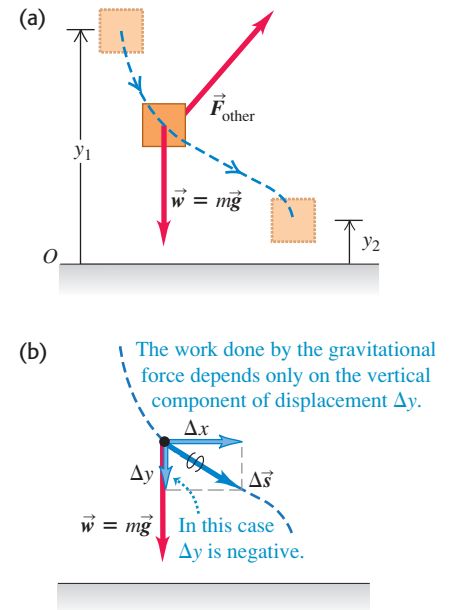 (a)
F⃗other
y1
w⃗ = mg⃗
y2
O
(b)
The work done by the gravitational
force depends only on the vertical
component of displacement Δy.
Δx
Δy
Δs⃗
w⃗ = mg⃗
In this case
Δy is negative.